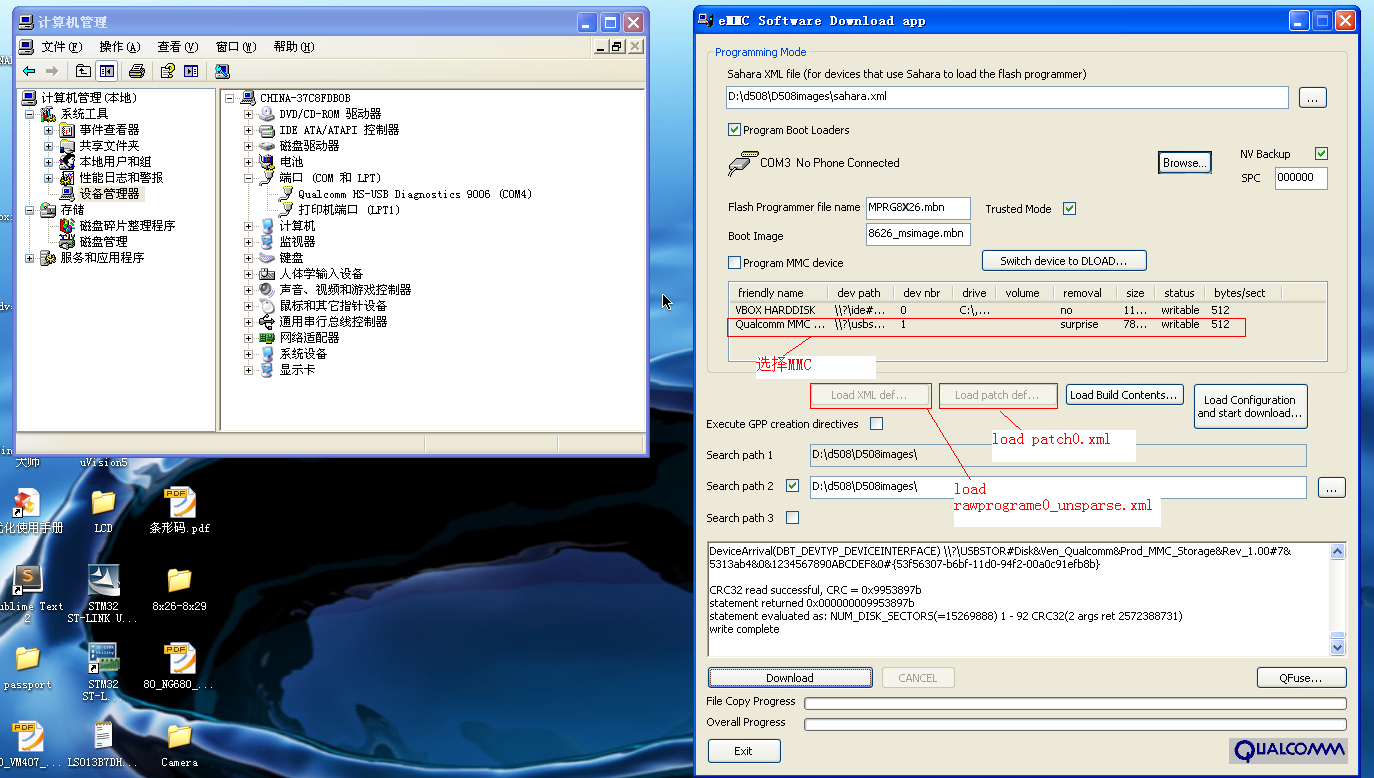 计算机管理
文件(F) 操作(A) 查看(V) 窗口(W) 帮助(H)
计算机管理(本地)
系统工具
事件查看器
共享文件夹
本地用户和组
性能日志和警报
设备管理器
存储
磁盘碎片整理程序
磁盘管理
服务和应用程序
CHINA-37C8FDB0B
DVD/CD-ROM 驱动器
IDE ATA/ATAPI 控制器
磁盘驱动器
电池
端口 (COM 和 LPT)
Qualcomm HS-USB Diagnostics 9006 (COM4)
打印机端口 (LPT1)
计算机
监视器
键盘
人体学输入设备
声音、视频和游戏控制器
鼠标和其它指针设备
通用串行总线控制器
网络适配器
系统设备
显示卡
大师
uVision5
化使用手册
LCD
条形码.pdf
ublime Text
2
STM32
ST-LINK U...
8x26-8x29
passport
STM32
ST-L...
80_NG680_...
0_VM407_...
LSO13B7DH...
Camera
eMMC Software Download app
Programming Mode
Sahara XML file (for devices that use Sahara to load the flash programmer)
D:\d508\D508images\sahara.xml
...
Program Boot Loaders
COM3 No Phone Connected
Browse...
NV Backup
SPC 000000
Flash Programmer file name MPRG8X26.mbn Trusted Mode
Boot Image 8626_msimage.mbn
Program MMC device
Switch device to DLOAD...
friendly name dev path dev nbr drive volume removal size status bytes/sect
VBOX HARDDISK \\?\ide#... 0 C:\,... no 11... writable 512
Qualcomm MMC ... \\?\usbs... 1 surprise 78... writable 512
选择MMC
Load XML def... Load patch def... Load Build Contents...
Load Configuration
and start download...
Execute GPP creation directives
load patch0.xml
Search path 1 D:\d508\D508images\
Search path 2 D:\d508\D508images\ ...
load
rawprograme0_unsparse.xml
Search path 3
DeviceArrival(DBT_DEVTYP_DEVICEINTERFACE) \\?\USBSTOR#Disk&Ven_Qualcomm&Prod_MMC_Storage&Rev_1.00#7&
5313ab4&0&1234567890ABCDEF&0#{53f56307-b6bf-11d0-94f2-00a0c91efb8b}
CRC32 read successful, CRC = 0x9953897b
statement returned 0x000000009953897b
statement evaluated as: NUM_DISK_SECTORS(=15269888) 1 - 92 CRC32(2 args ret 2572388731)
write complete
Download CANCEL QFuse...
File Copy Progress
Overall Progress
Exit
QUALCOMM